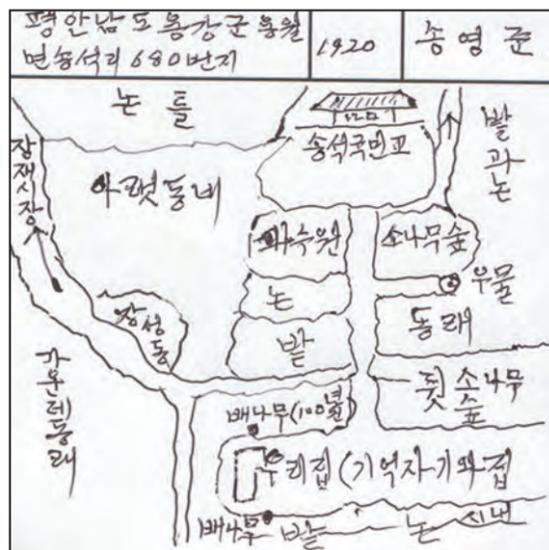 평안남도 용강군 용월
면 송석리 680번지
1920
송영준
논틀
장재시장
아랫동네
송석국민교
밭과논
과수원
소나무숲
우물
논
장성동
밭
동래
가운데동래
배나무(100년)
뒷솟나무
숲
우리집(기억자기와집
배나무
밭
논
시내